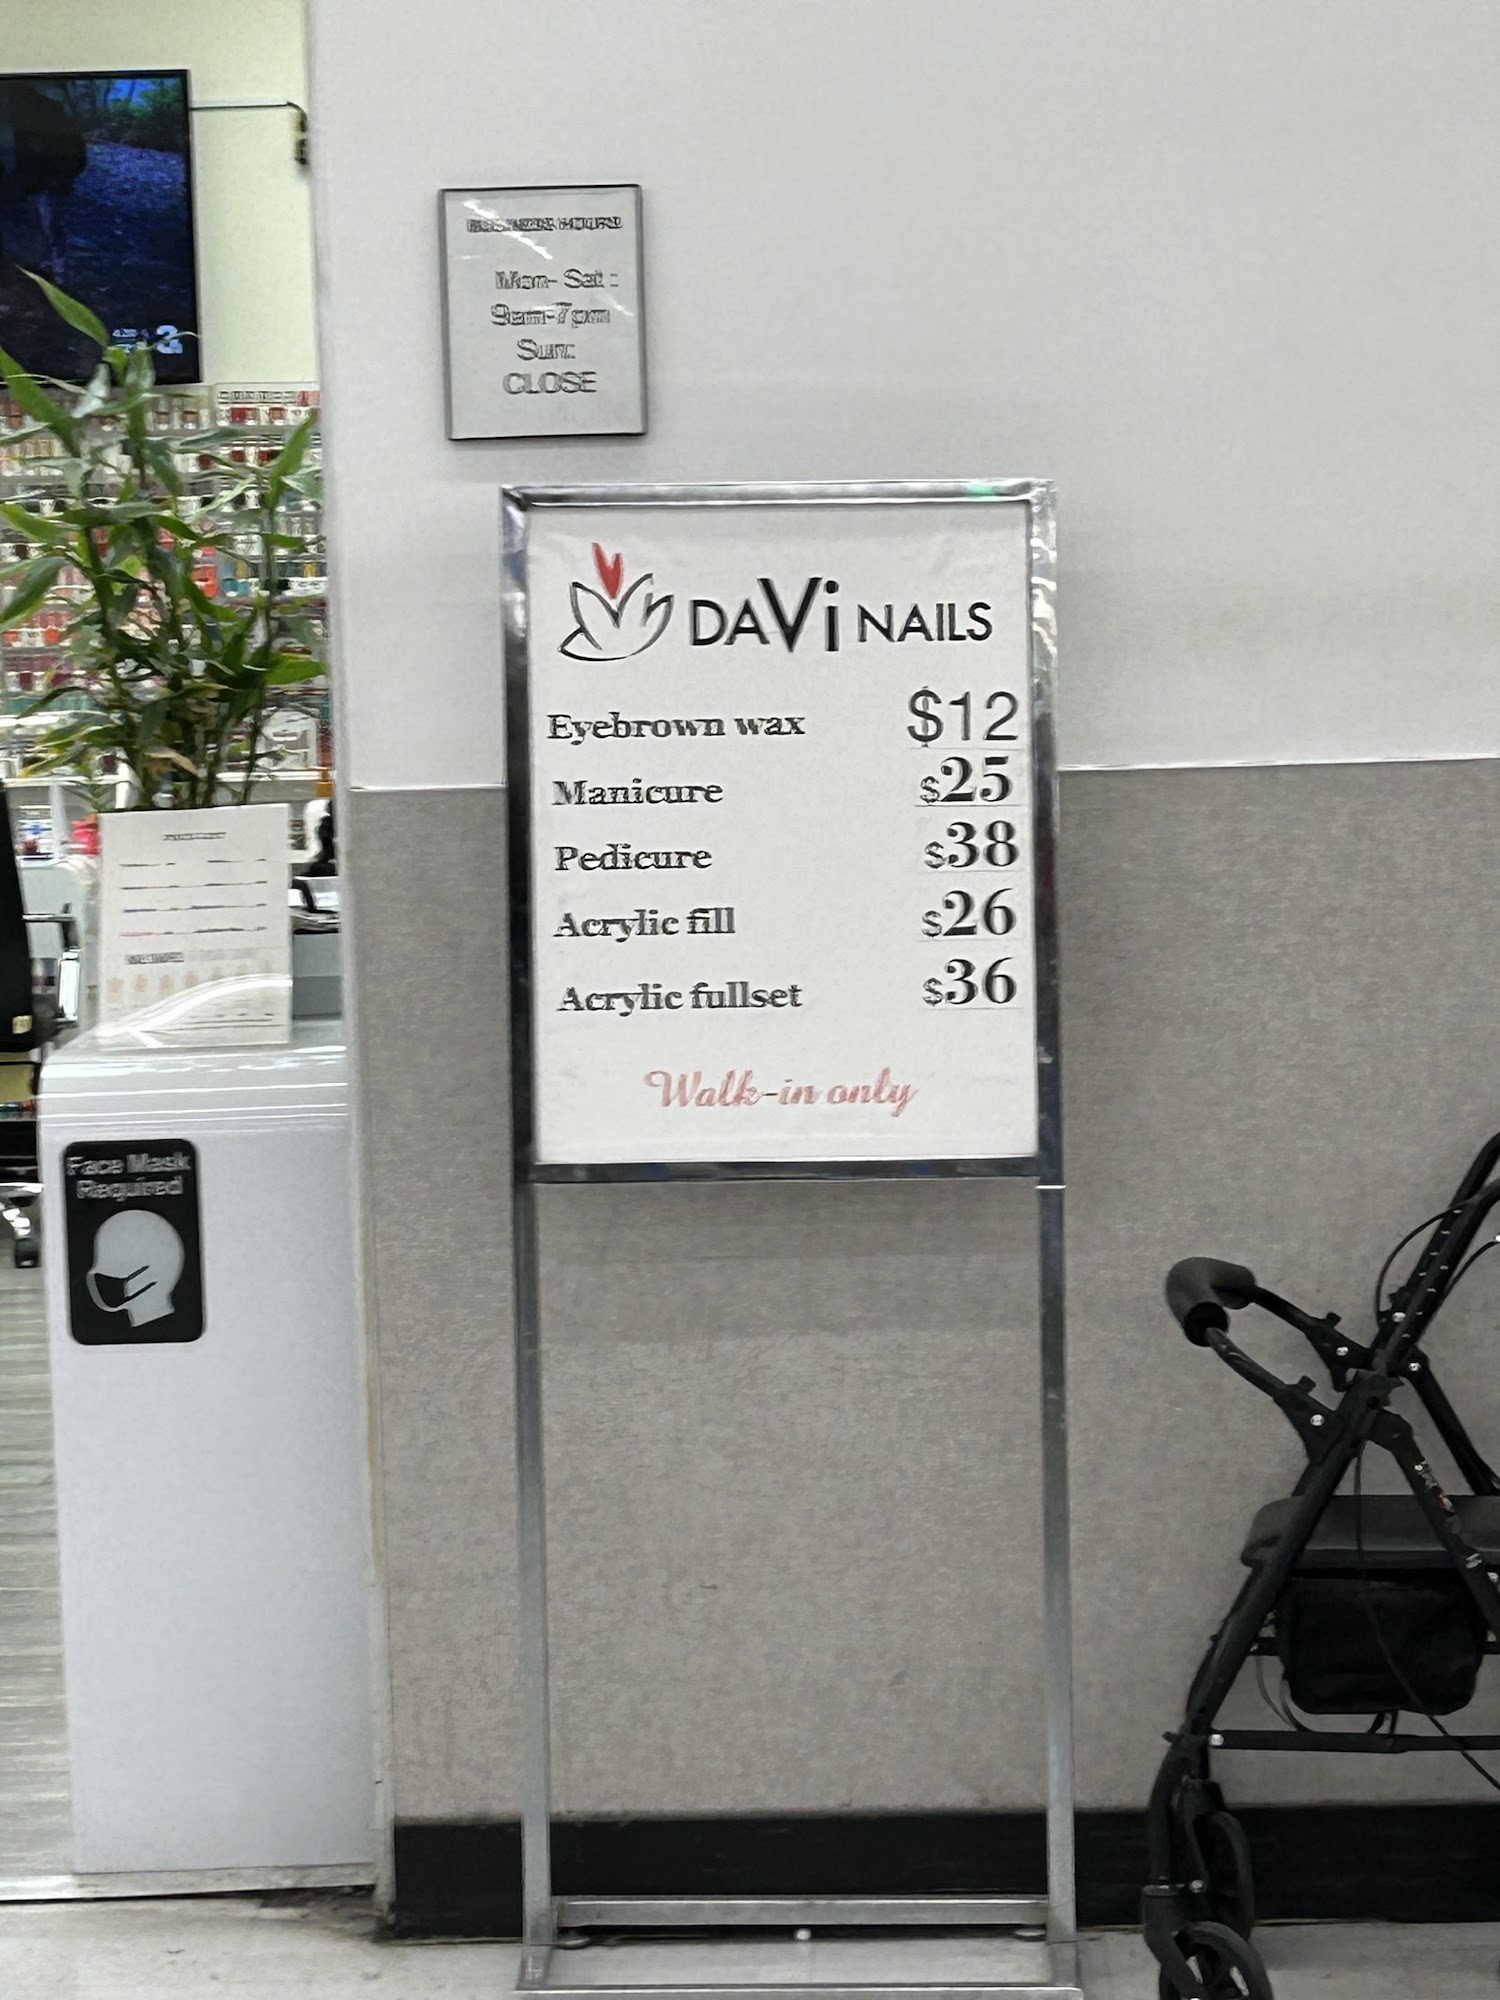 BUSINESS HOURS
Mon- Sat :
9am-7pm
Sun:
CLOSE
DAVi NAILS
Eyebrown wax $12
Manicure $25
Pedicure $38
Acrylic fill $26
Acrylic fullset $36
Walk-in only
Face Mask
Required
2